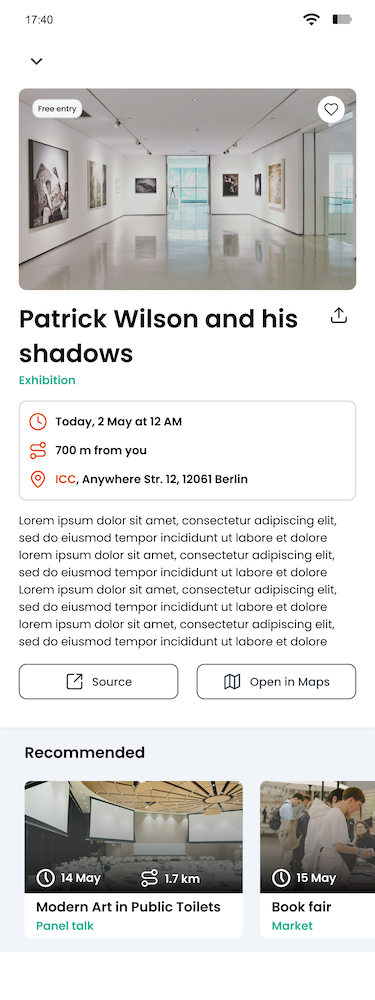 17:40
Free entry
Patrick Wilson and his
shadows
Exhibition
Today, 2 May at 12 AM
700 m from you
ICC, Anywhere Str. 12, 12061 Berlin
Lorem ipsum dolor sit amet, consectetur adipiscing elit,
sed do eiusmod tempor incididunt ut labore et dolore
lorem ipsum dolor sit amet, consectetur adipiscing elit,
sed do eiusmod tempor incididunt ut labore et dolore
Lorem ipsum dolor sit amet, consectetur adipiscing elit,
sed do eiusmod tempor incididunt ut labore et dolore
lorem ipsum dolor sit amet, consectetur adipiscing elit,
sed do eiusmod tempor incididunt ut labore et dolore
Source
Open in Maps
Recommended
14 May
1.7 km
Modern Art in Public Toilets
Panel talk
15 May
Book fair
Market